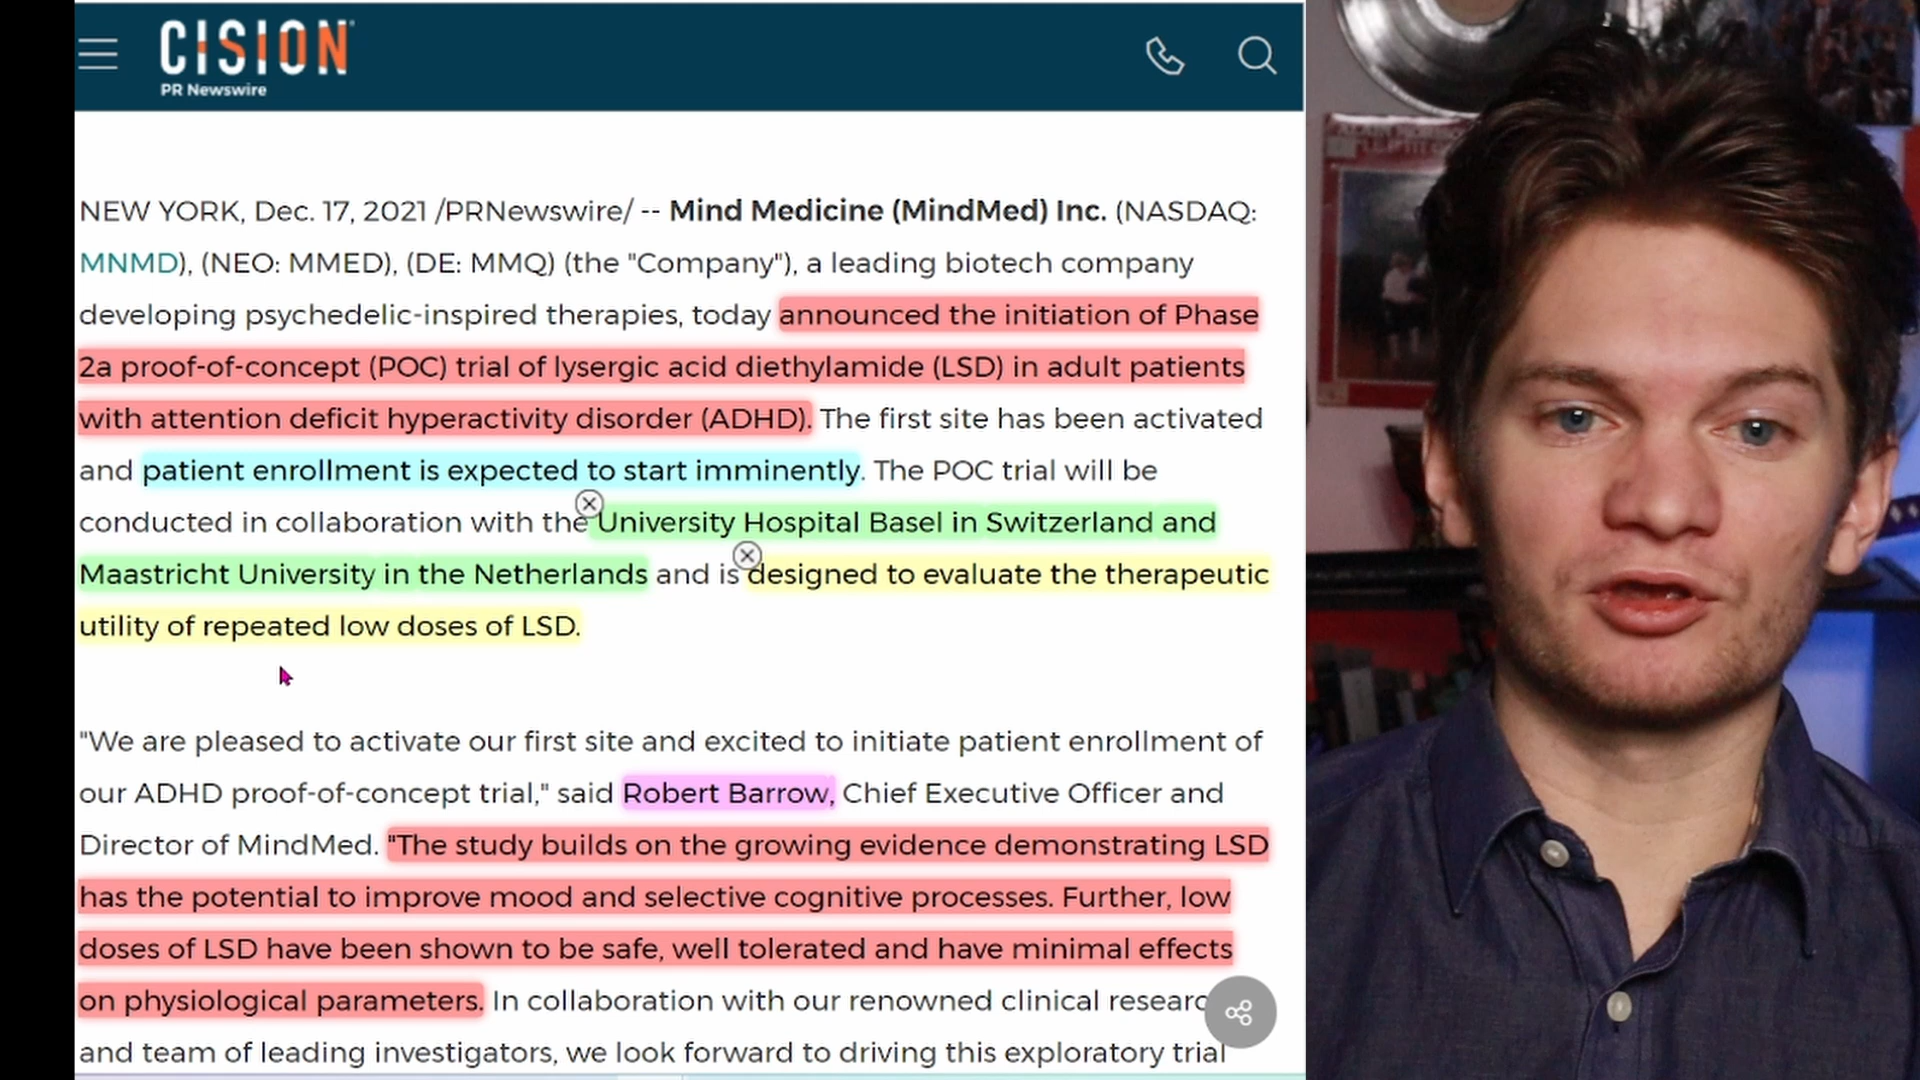 CISION
PR Newswire
NEW YORK, Dec. 17, 2021 /PRNewswire/ -- Mind Medicine (MindMed) Inc. (NASDAQ:
MNMD), (NEO: MMED), (DE: MMQ) (the "Company"), a leading biotech company
developing psychedelic-inspired therapies, today announced the initiation of Phase
2a proof-of-concept (POC) trial of lysergic acid diethylamide (LSD) in adult patients
with attention deficit hyperactivity disorder (ADHD). The first site has been activated
and patient enrollment is expected to start imminently. The POC trial will be
conducted in collaboration with the University Hospital Basel in Switzerland and
Maastricht University in the Netherlands and is designed to evaluate the therapeutic
utility of repeated low doses of LSD.
"We are pleased to activate our first site and excited to initiate patient enrollment of
our ADHD proof-of-concept trial," said Robert Barrow, Chief Executive Officer and
Director of MindMed. "The study builds on the growing evidence demonstrating LSD
has the potential to improve mood and selective cognitive processes. Further, low
doses of LSD have been shown to be safe, well tolerated and have minimal effects
on physiological parameters. In collaboration with our renowned clinical researc
and team of leading investigators, we look forward to driving this exploratory trial